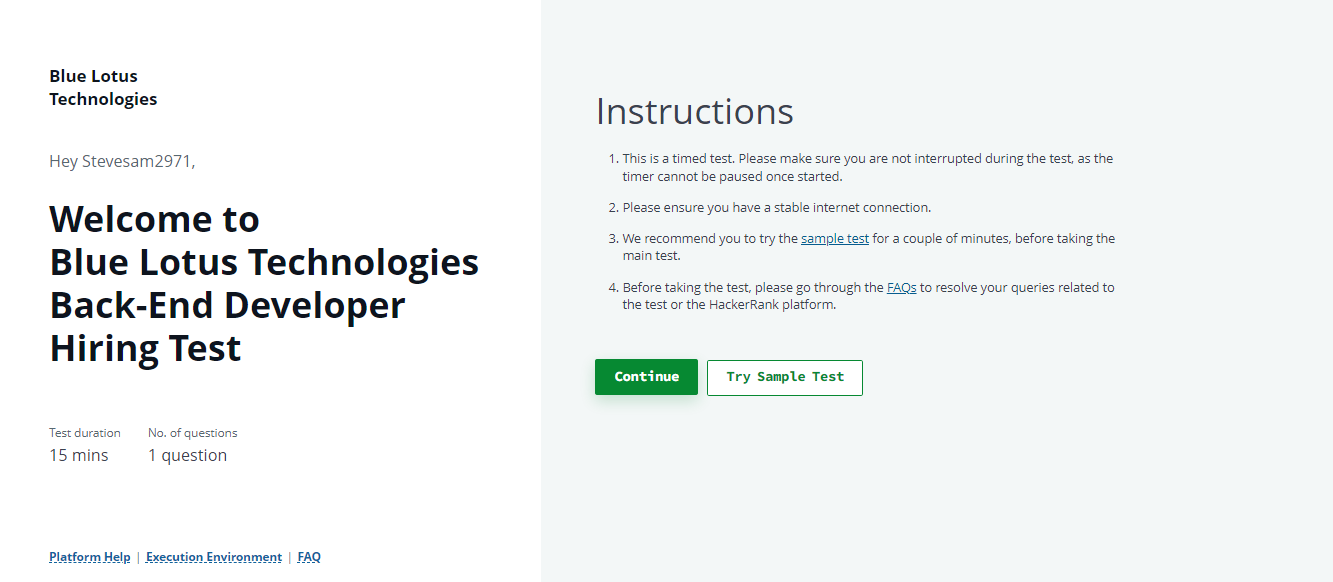 Blue Lotus
Technologies
Hey Stevesam2971,
Welcome to
Blue Lotus Technologies
Back-End Developer
Hiring Test
Test duration
15 mins
No. of questions
1 question
Platform Help | Execution Environment | FAQ
Instructions
1. This is a timed test. Please make sure you are not interrupted during the test, as the
timer cannot be paused once started.
2. Please ensure you have a stable internet connection.
3. We recommend you to try the sample test for a couple of minutes, before taking the
main test.
4. Before taking the test, please go through the FAQs to resolve your queries related to
the test or the HackerRank platform.
Continue
Try Sample Test